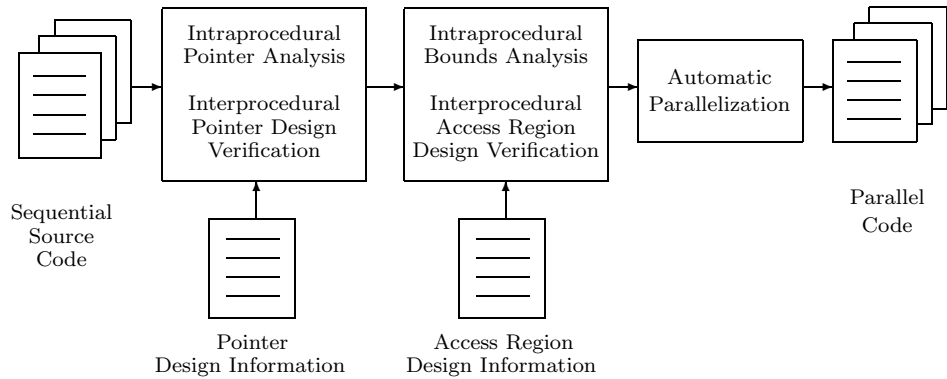 Intraprocedural
Pointer Analysis
Interprocedural
Pointer Design
Verification
Intraprocedural
Bounds Analysis
Interprocedural
Access Region
Design Verification
Automatic
Parallelization
Sequential
Source
Code
Parallel
Code
Pointer
Design Information
Access Region
Design Information